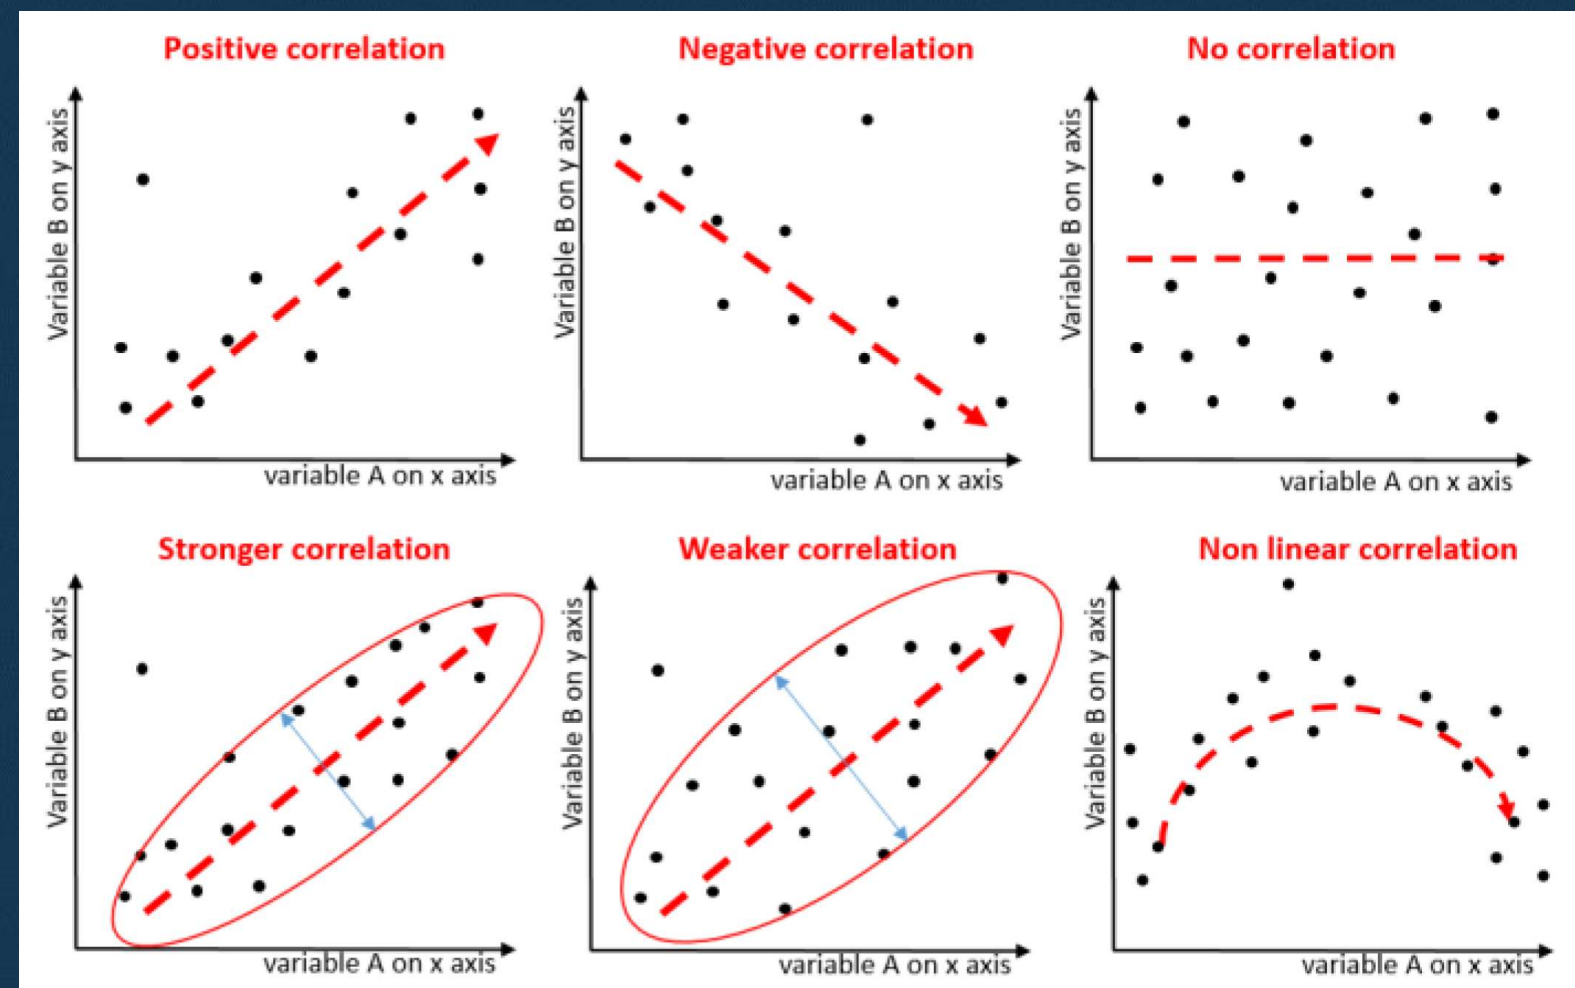 Positive correlation
Variable B on y axis
variable A on x axis
Negative correlation
Variable B on y axis
variable A on x axis
No correlation
Variable B on y axis
variable A on x axis
Stronger correlation
Variable B on y axis
variable A on x axis
Weaker correlation
Variable B on y axis
variable A on x axis
Non linear correlation
Variable B on y axis
variable A on x axis